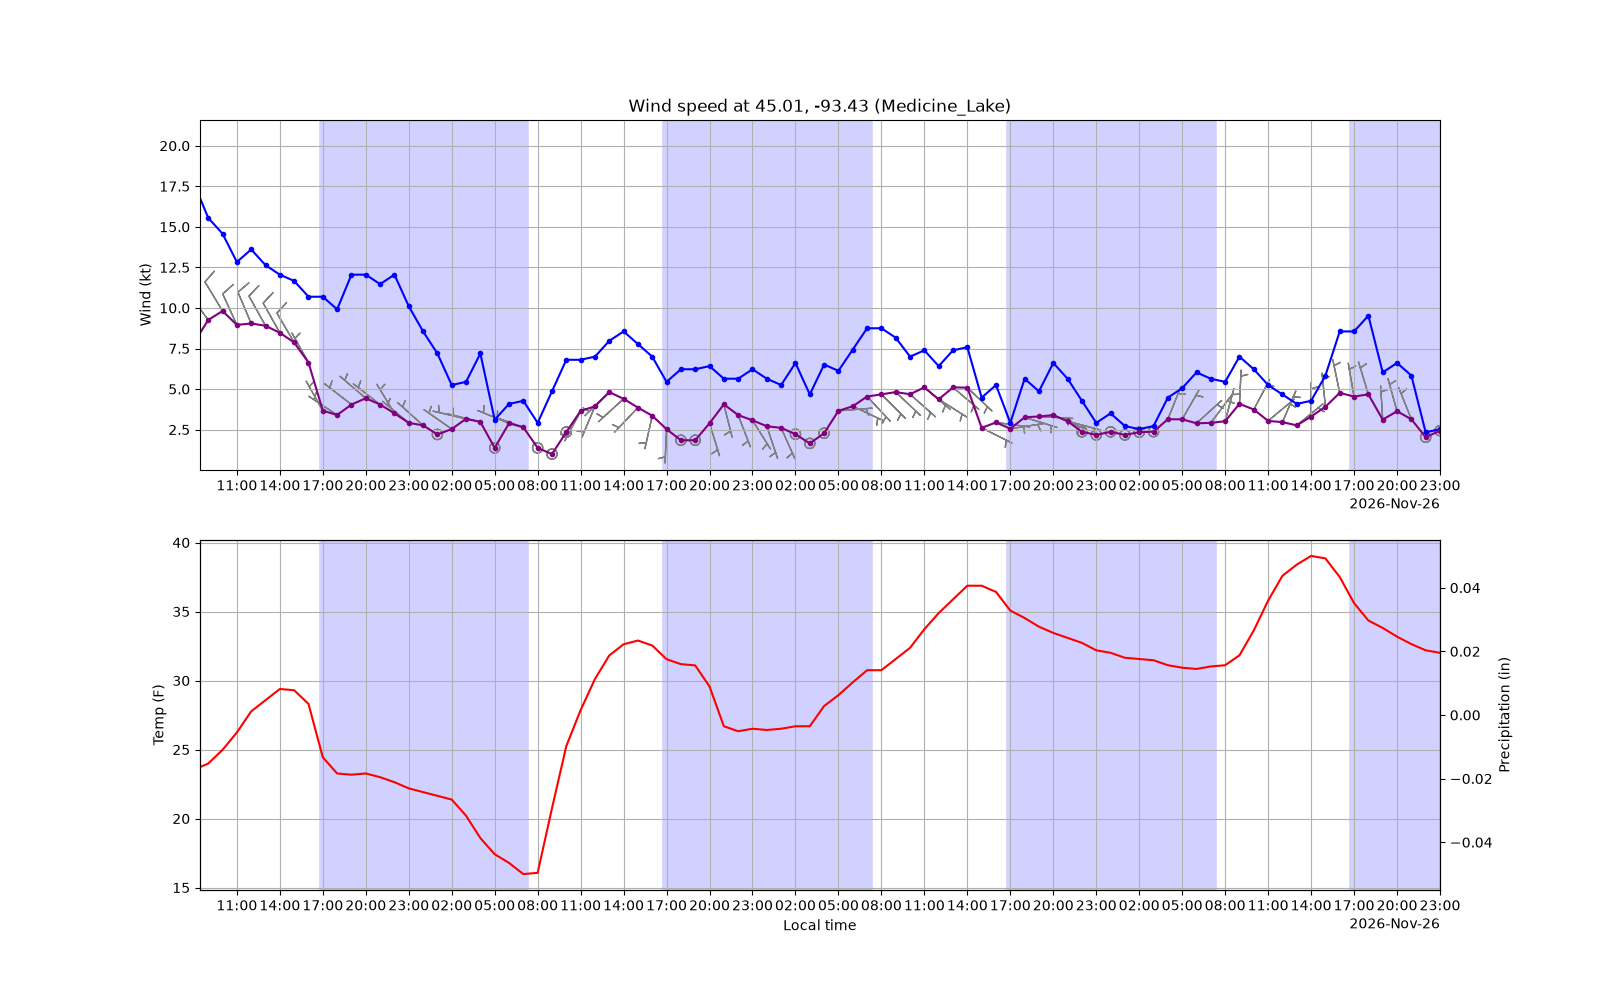 Wind speed at 45.01, -93.43 (Medicine_Lake)
20.0
17.5
15.0
12.5
10.0
7.5
5.0
2.5
Wind (kt)
11:00 14:00 17:00 20:00 23:00 02:00 05:00 08:00 11:00 14:00 17:00 20:00 23:00 02:00 05:00 08:00 11:00 14:00 17:00 20:00 23:00 02:00 05:00 08:00 11:00 14:00 17:00 20:00 23:00
2026-Nov-26
40
35
30
25
20
15
Temp (F)
0.04
0.02
0.00
−0.02
−0.04
Precipitation (in)
11:00 14:00 17:00 20:00 23:00 02:00 05:00 08:00 11:00 14:00 17:00 20:00 23:00 02:00 05:00 08:00 11:00 14:00 17:00 20:00 23:00 02:00 05:00 08:00 11:00 14:00 17:00 20:00 23:00
Local time
2026-Nov-26